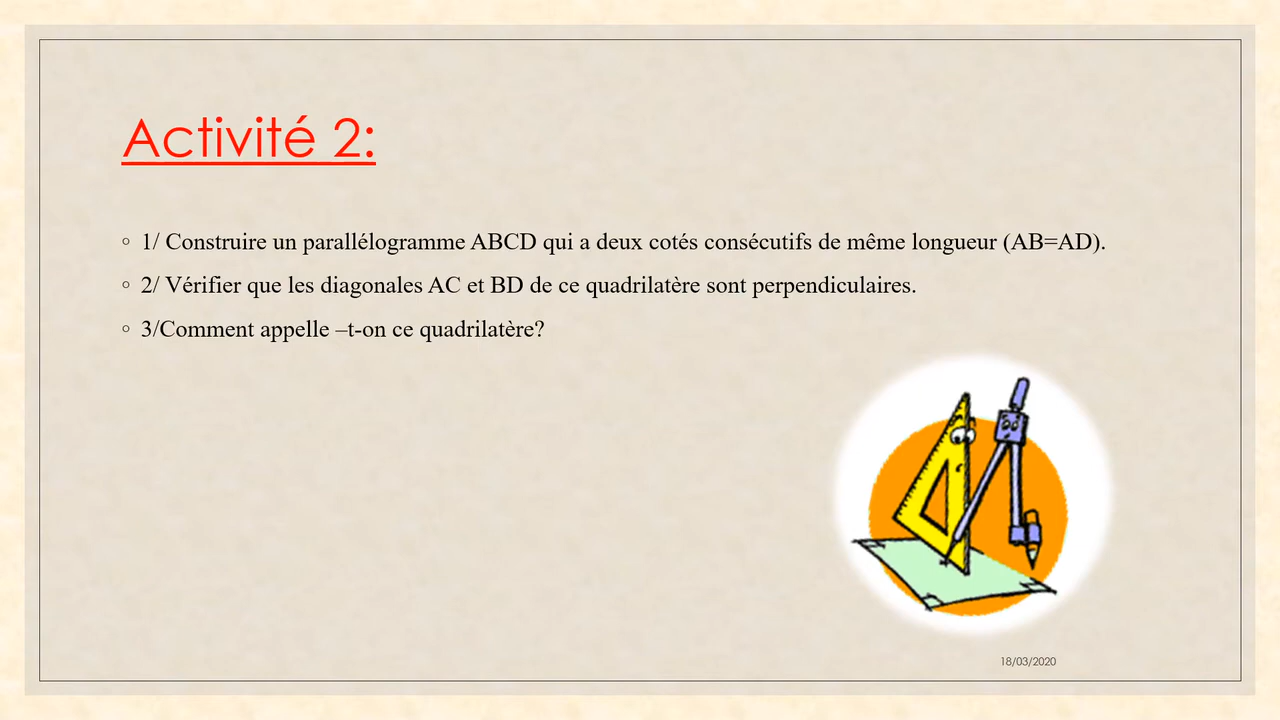 Activité 2:
◦ 1/ Construire un parallélogramme ABCD qui a deux cotés consécutifs de même longueur (AB=AD).
◦ 2/ Vérifier que les diagonales AC et BD de ce quadrilatère sont perpendiculaires.
◦ 3/Comment appelle –t-on ce quadrilatère?
18/03/2020